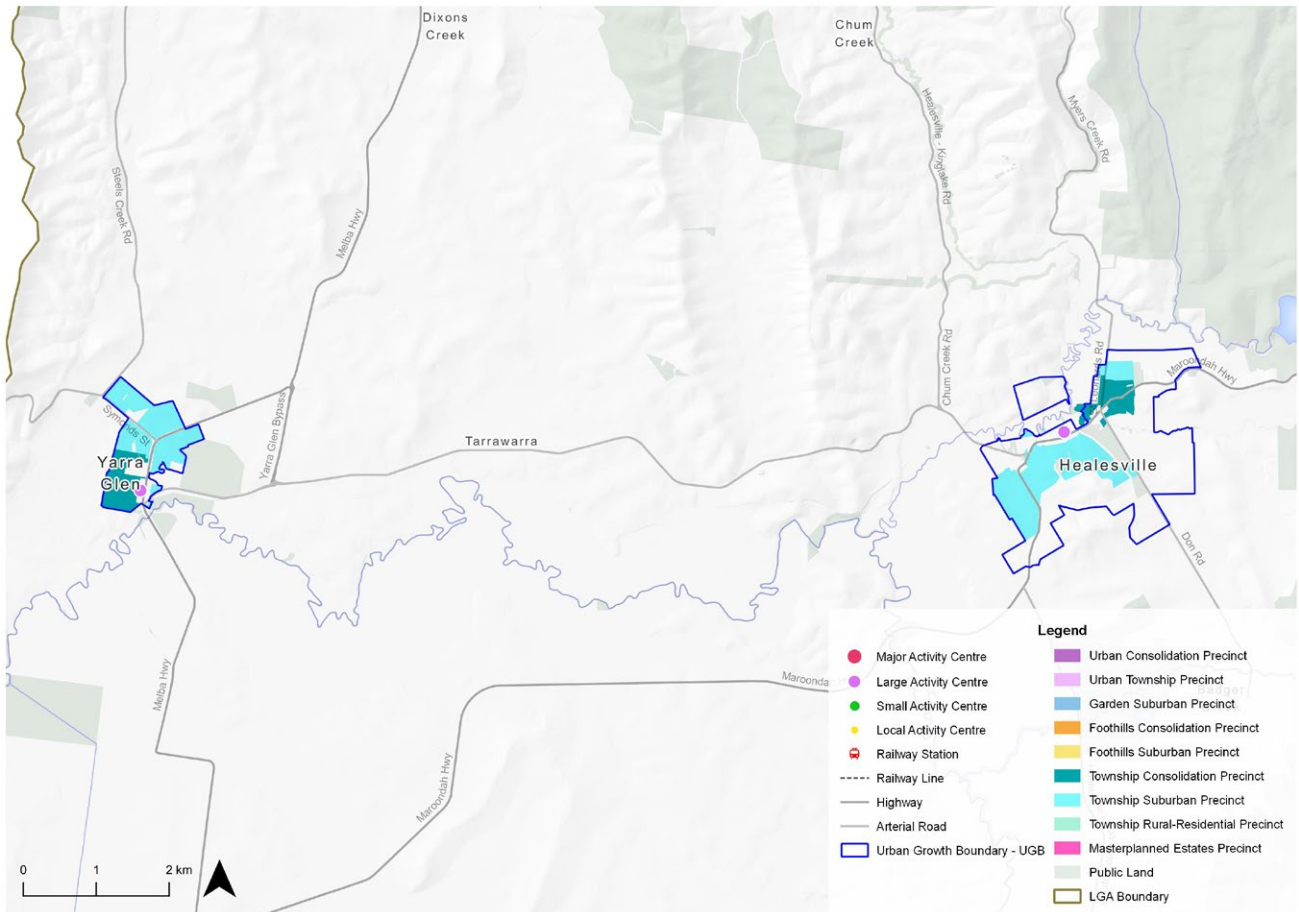 Dixons
Creek
Chum
Creek
Healesville - Kinglake Rd
Myers Creek Rd
Steels Creek Rd
Melba Hwy
Chum Creek Rd
Maroondah Hwy
Symonds St
Yarra Glen Bypass
Tarrawarra
Yarra
Glen
Healesville
Don Rd
Melba Hwy
Maroonda
Maroondah Hwy
Badger
Legend
Major Activity Centre
Large Activity Centre
Small Activity Centre
Local Activity Centre
Railway Station
Railway Line
Highway
Arterial Road
Urban Growth Boundary - UGB
Urban Consolidation Precinct
Urban Township Precinct
Garden Suburban Precinct
Foothills Consolidation Precinct
Foothills Suburban Precinct
Township Consolidation Precinct
Township Suburban Precinct
Township Rural-Residential Precinct
Masterplanned Estates Precinct
Public Land
LGA Boundary
0 1 2 km